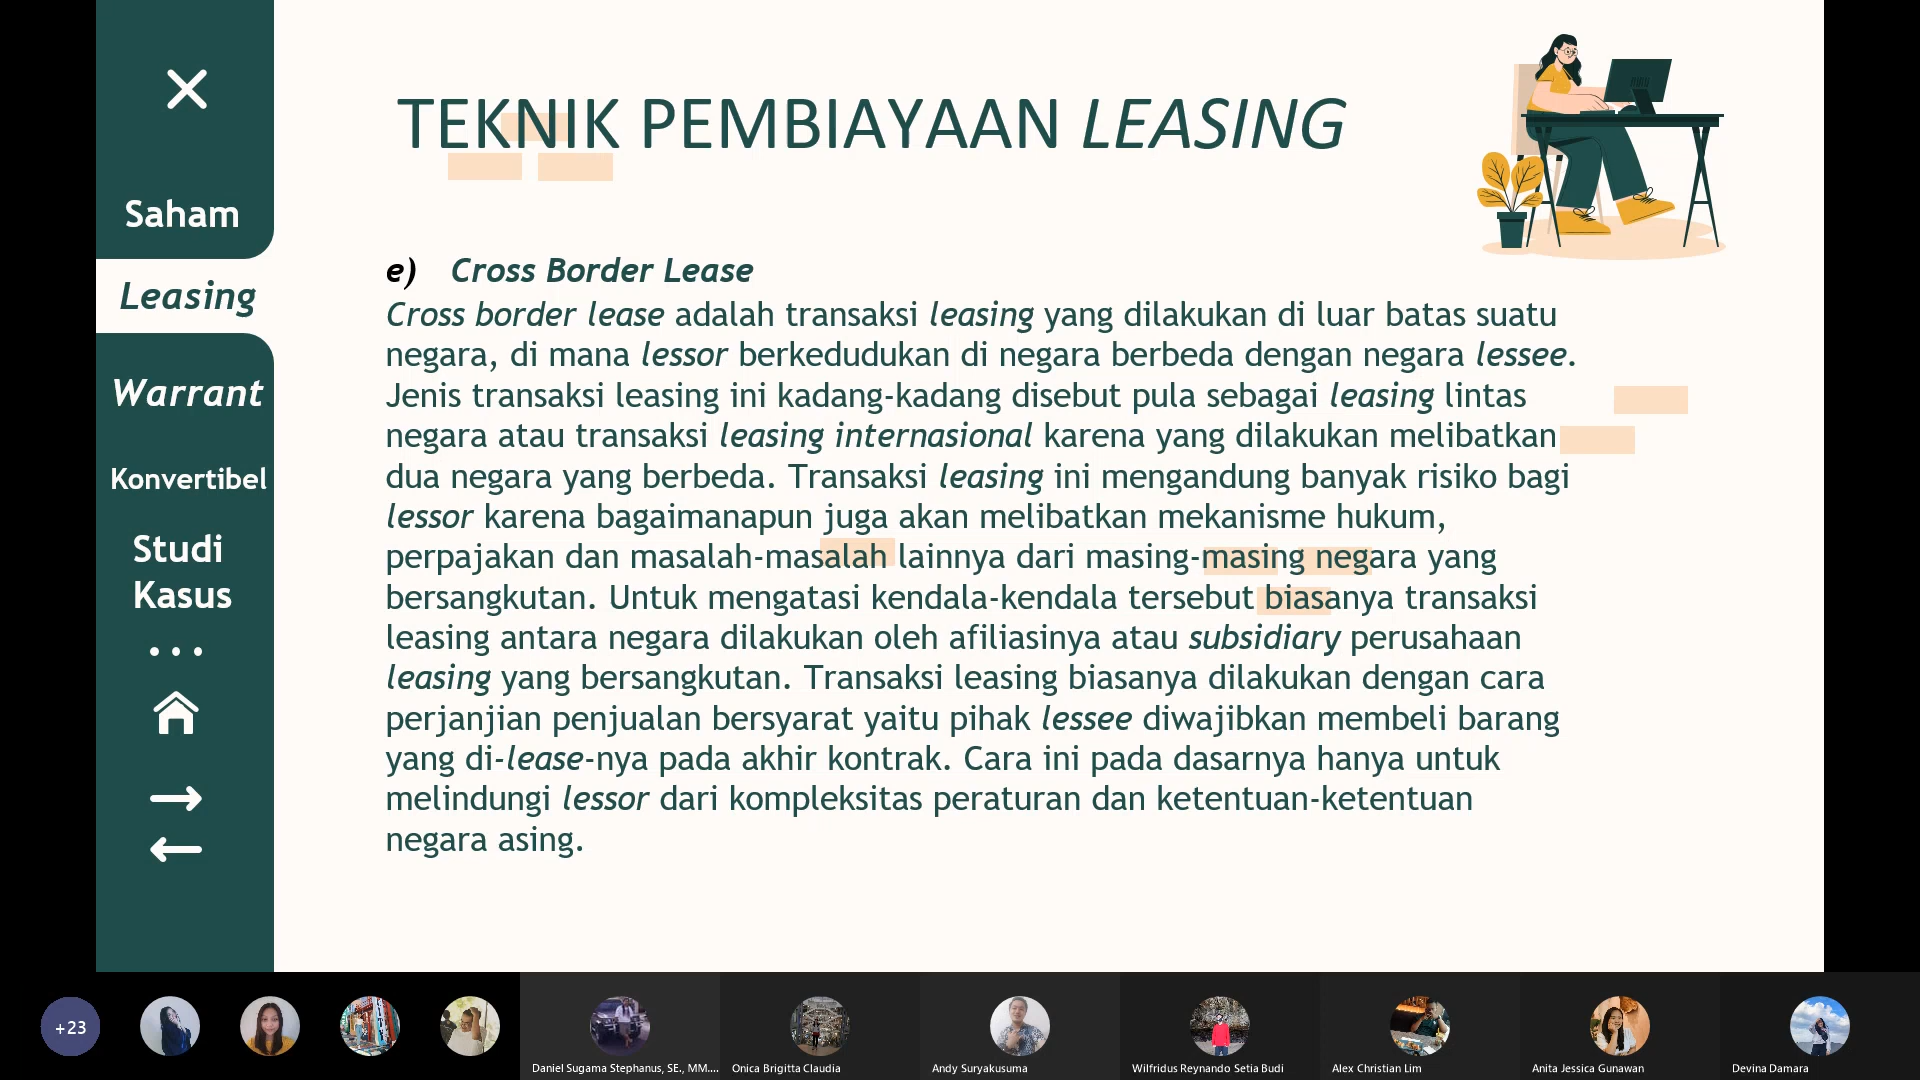 Saham
Leasing
Warrant
Konvertibel
Studi
Kasus
TEKNIK PEMBIAYAAN LEASING
e) Cross Border Lease
Cross border lease adalah transaksi leasing yang dilakukan di luar batas suatu
negara, di mana lessor berkedudukan di negara berbeda dengan negara lessee.
Jenis transaksi leasing ini kadang-kadang disebut pula sebagai leasing lintas
negara atau transaksi leasing internasional karena yang dilakukan melibatkan
dua negara yang berbeda. Transaksi leasing ini mengandung banyak risiko bagi
lessor karena bagaimanapun juga akan melibatkan mekanisme hukum,
perpajakan dan masalah-masalah lainnya dari masing-masing negara yang
bersangkutan. Untuk mengatasi kendala-kendala tersebut biasanya transaksi
leasing antara negara dilakukan oleh afiliasinya atau subsidiary perusahaan
leasing yang bersangkutan. Transaksi leasing biasanya dilakukan dengan cara
perjanjian penjualan bersyarat yaitu pihak lessee diwajibkan membeli barang
yang di-lease-nya pada akhir kontrak. Cara ini pada dasarnya hanya untuk
melindungi lessor dari kompleksitas peraturan dan ketentuan-ketentuan
negara asing.
+23
Daniel Sugama Stephanus, SE., MM....
Onica Brigitta Claudia
Andy Suryakusuma
Wilfridus Reynando Setia Budi
Alex Christian Lim
Anita Jessica Gunawan
Devina Damara